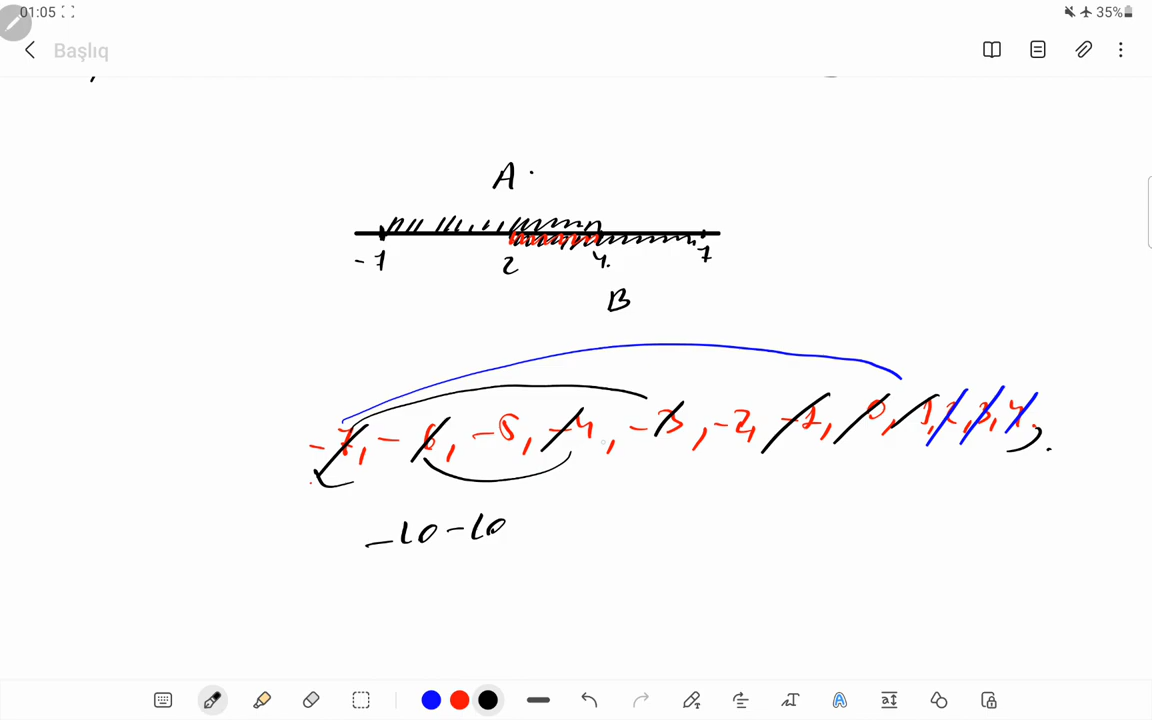 01:05
35%
Başlıq
A
-7 2 4 7
B
-7, -6, -5, -4, -3, -2, -1, 0, 1, 2, 3, 4,
-10-10